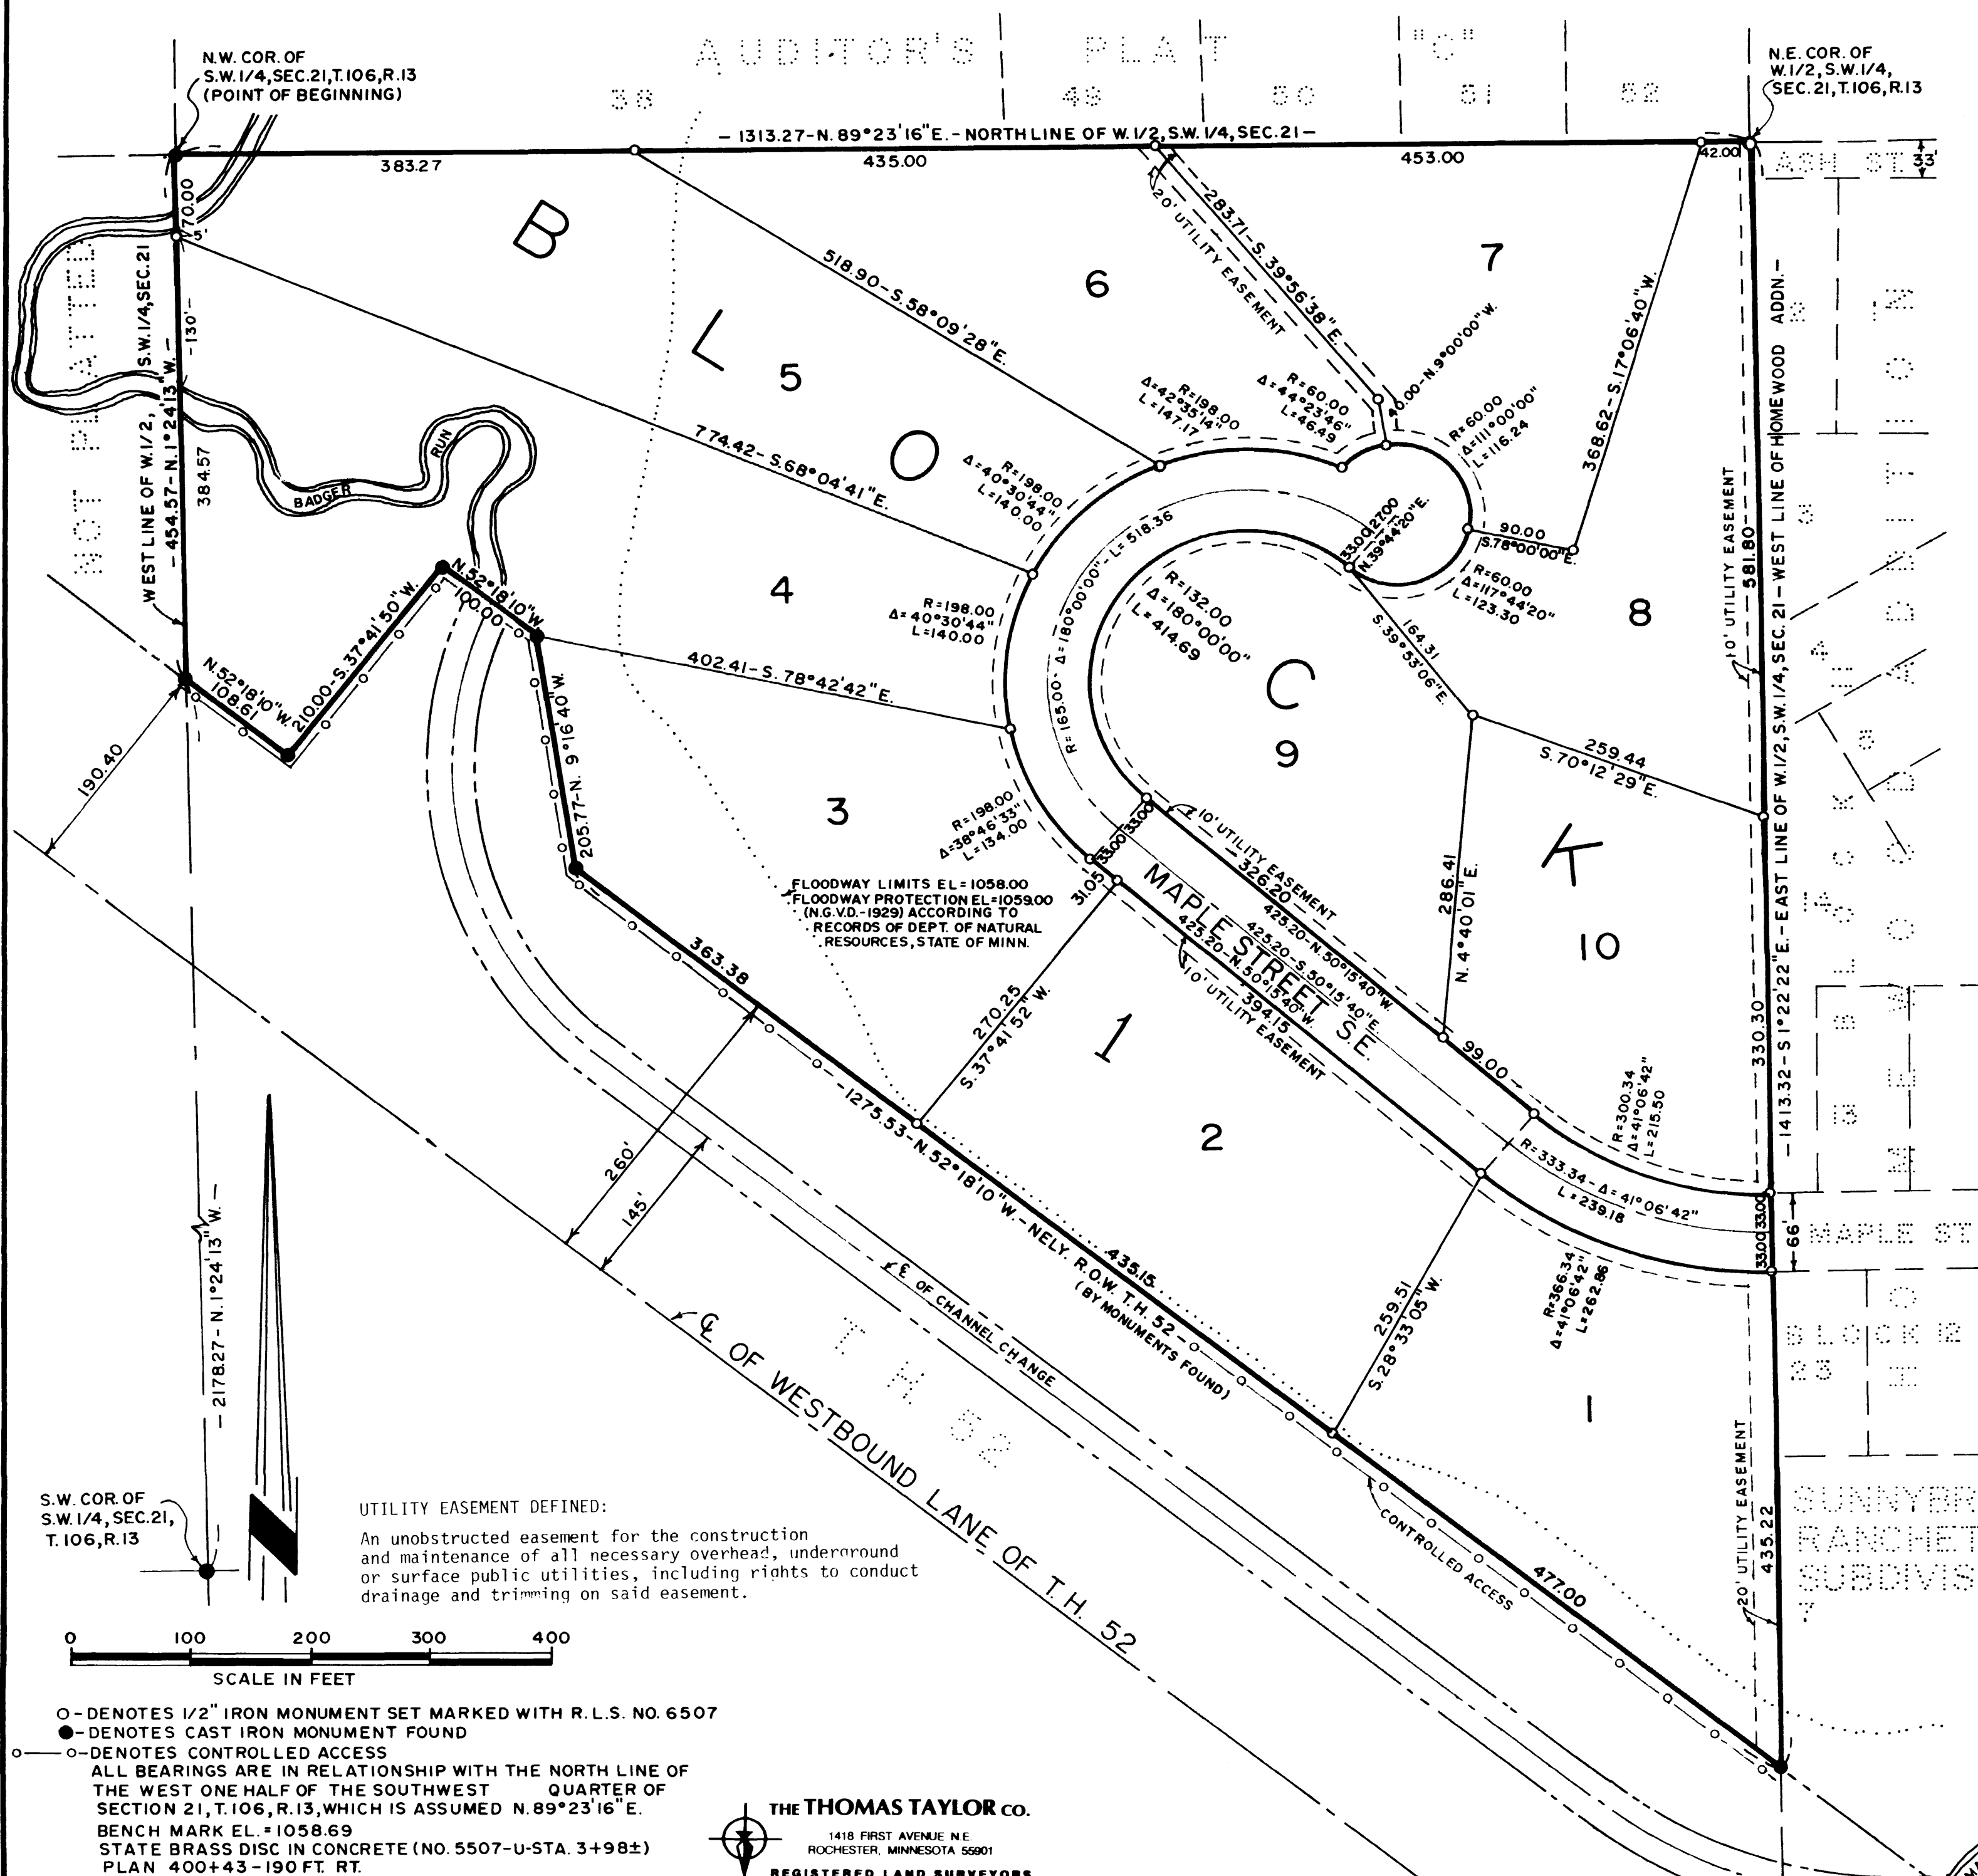 AUDITOR'S PLAT "C"
N.W. COR. OF
S.W. 1/4, SEC. 21, T. 106, R. 13
(POINT OF BEGINNING)
N.E. COR. OF
W. 1/2, S.W. 1/4,
SEC. 21, T. 106, R. 13
38
49
50
51
52
— 1313.27 - N. 89°23'16"E. - NORTH LINE OF W. 1/2, S.W. 1/4, SEC. 21 —
383.27
435.00
453.00
42.00
ASH ST.
33'
70.00
5'
NOT PLATTED
WEST LINE OF W. 1/2, S.W. 1/4, SEC. 21
— 454.57 - N. 1°24'13"W. —
-130'-
384.57
BADGER RUN
BLOCK
1
6
7
5
4
3
C
9
8
K
10
2
1
20' UTILITY EASEMENT
283.71 - S. 39°56'38"E.
40.00 - N. 9°00'00"W.
518.90 - S. 58°09'28"E.
774.42 - S. 68°04'41"E.
368.62 - S. 17°06'40"W.
R=198.00
Δ=42°35'14"
L=147.17
R=60.00
Δ=44°23'46"
L=46.49
R=60.00
Δ=111°00'00"
L=116.24
R=198.00
Δ=40°30'44"
L=140.00
R=198.00
Δ=40°30'44"
L=140.00
R=165.00 - Δ=180°00'00" - L=518.36
R=132.00
Δ=180°00'00"
L=414.69
33.00 27.00
N. 39°44'20"E.
90.00
S. 78°00'00"E.
R=60.00
Δ=117°44'20"
L=123.30
164.31
S. 39°53'06"E.
259.44
S. 70°12'29"E.
10' UTILITY EASEMENT
581.80
— 1413.32 - S 1°22'22"E. - EAST LINE OF W. 1/2, S.W. 1/4, SEC. 21 - WEST LINE OF HOMEWOOD ADDN. -
N. 52°18'10"W.
100.00
210.00 - S. 37°41'50"W.
N. 52°18'10"W.
108.61
190.40
402.41 - S. 78°42'42"E.
205.77 - N. 9°16'40"W.
R=198.00
Δ=38°46'33"
L=134.00
33.00 33.00
31.05
FLOODWAY LIMITS EL = 1058.00
FLOODWAY PROTECTION EL = 1059.00
(N.G.V.D. - 1929) ACCORDING TO
RECORDS OF DEPT. OF NATURAL
RESOURCES, STATE OF MINN.
10' UTILITY EASEMENT
326.20
425.20 - N. 50°15'40"W.
425.20 - S. 50°15'40"E.
MAPLE STREET S.E.
425.20 - N. 50°15'40"W.
394.15
10' UTILITY EASEMENT
286.41
N. 4°40'01"E.
99.00
330.30
270.25
S. 37°41'52"W.
363.38
— 1275.53 - N. 52°18'10"W. - NELY. R.O.W. T.H. 52 -
(BY MONUMENTS FOUND)
435.15
260'
145'
R=300.34
Δ=41°06'42"
L=215.50
R=333.34 - Δ=41°06'42"
L=239.18
R=366.34
Δ=41°06'42"
L=262.86
33.00 33.00
66'
MAPLE ST
259.51
S. 28°33'05"W.
BLOCK 12
23
13
3
2
℄ OF CHANNEL CHANGE
T. H. 52
℄ OF WESTBOUND LANE OF T.H. 52
CONTROLLED ACCESS
477.00
20' UTILITY EASEMENT
435.22
SUNNYBR
RANCHET
SUBDIVIS
7
— 2178.27 - N. 1°24'13"W. —
S.W. COR. OF
S.W. 1/4, SEC. 21,
T. 106, R. 13
UTILITY EASEMENT DEFINED:
An unobstructed easement for the construction
and maintenance of all necessary overhead, underground
or surface public utilities, including rights to conduct
drainage and trimming on said easement.
0 100 200 300 400
SCALE IN FEET
O - DENOTES 1/2" IRON MONUMENT SET MARKED WITH R.L.S. NO. 6507
● - DENOTES CAST IRON MONUMENT FOUND
o—o - DENOTES CONTROLLED ACCESS
ALL BEARINGS ARE IN RELATIONSHIP WITH THE NORTH LINE OF
THE WEST ONE HALF OF THE SOUTHWEST QUARTER OF
SECTION 21, T. 106, R. 13, WHICH IS ASSUMED N. 89°23'16"E.
BENCH MARK EL. = 1058.69
STATE BRASS DISC IN CONCRETE (NO. 5507-U-STA. 3+98±)
PLAN 400+43 - 190 FT. RT.
THE THOMAS TAYLOR CO.
1418 FIRST AVENUE N.E.
ROCHESTER, MINNESOTA 55901
REGISTERED LAND SURVEYORS